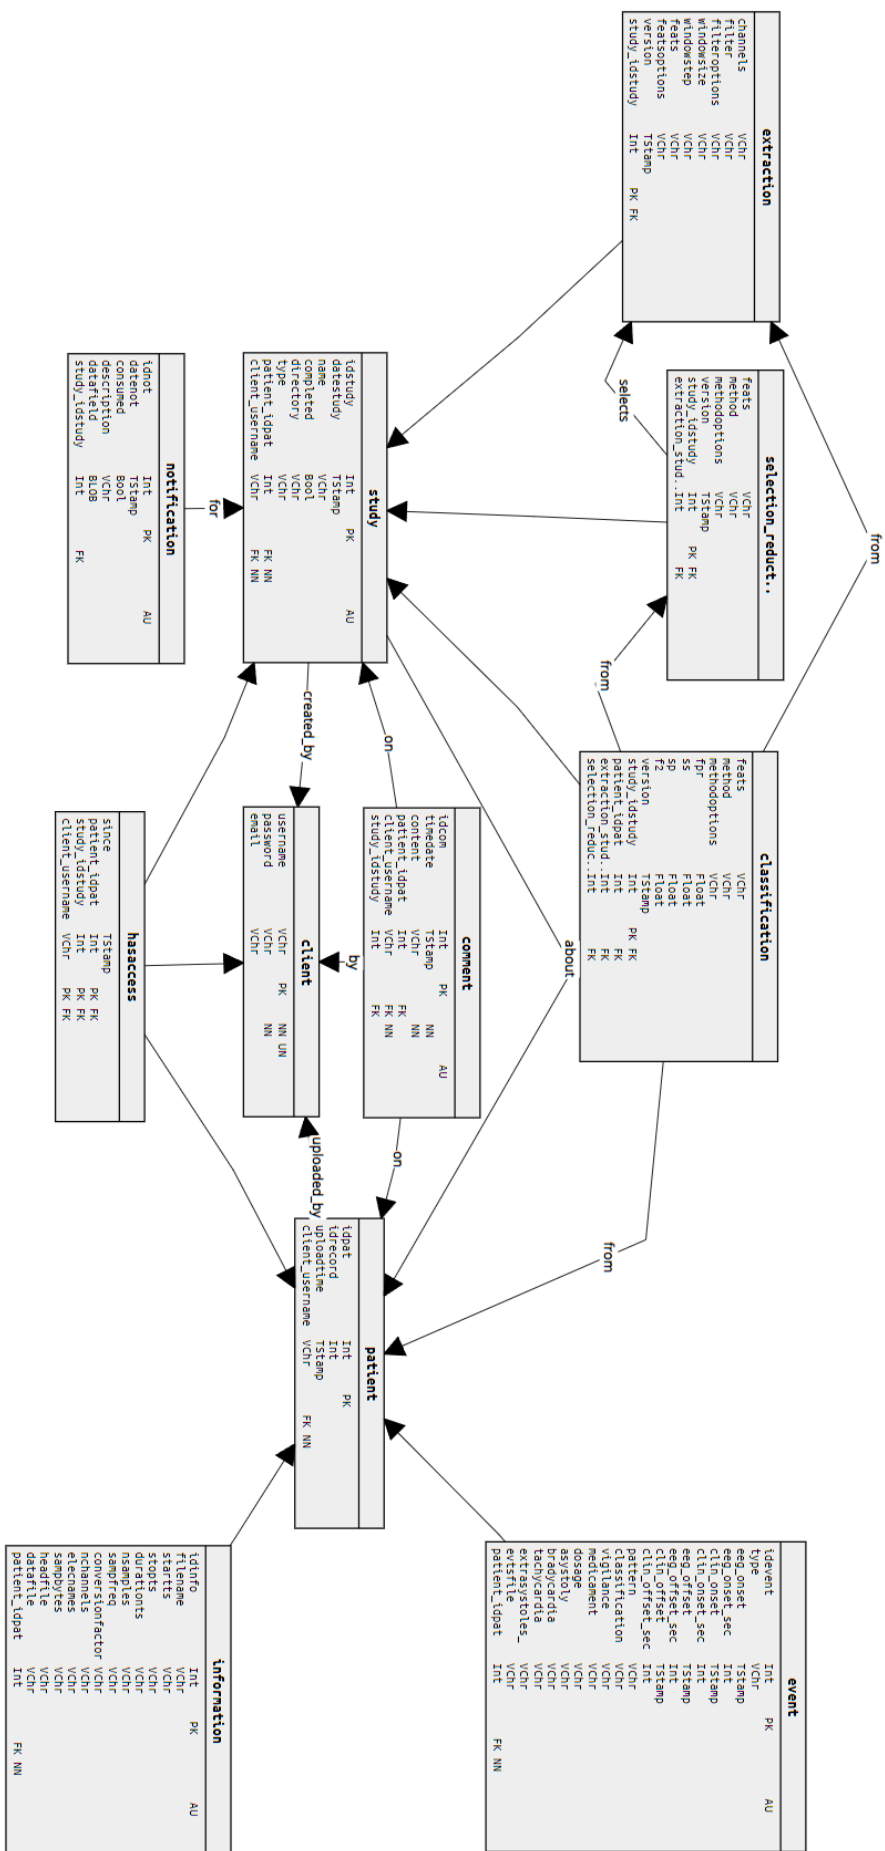 from
extraction
channels VChr
filter VChr
filteroptions VChr
windowsize VChr
windowstep VChr
feats VChr
featsoptions VChr
version TStamp
study_idstudy Int PK FK
selects
selection_reduct..
feats VChr
method VChr
methodoptions VChr
version TStamp
study_idstudy Int PK FK
extraction_stud..Int FK
from
classification
feats VChr
method VChr
methodoptions VChr
fpr Float
ss Float
sp Float
f2 Float
version TStamp
study_idstudy Int PK FK
patient_idpat Int FK
extraction_stud..Int FK
selection_reduc..Int FK
about
from
event
idevent Int PK AU
type VChr
eeg_onset TStamp
eeg_onset_sec Int
clin_onset TStamp
clin_onset_sec Int
eeg_offset TStamp
eeg_offset_sec Int
clin_offset TStamp
clin_offset_sec Int
pattern VChr
classification VChr
vigilance VChr
medicament VChr
dosage VChr
asystoly VChr
bradycardia VChr
tachycardia VChr
extrasystoles_ VChr
evtsfile VChr
patient_idpat Int FK NN
study
idstudy Int PK AU
datestudy TStamp
name VChr
completed Bool
directory VChr
type VChr
patient_idpat Int FK NN
client_username VChr FK NN
on
created_by
comment
idcom Int PK AU
timedate TStamp NN
content VChr NN
patient_idpat Int FK
client_username VChr FK NN
study_idstudy Int FK
by
on
uploaded_by
patient
idpat Int PK
idrecord Int
uploadtime TStamp
client_username VChr FK NN
client
username VChr PK NN UN
password VChr NN
email VChr
for
notification
idnot Int PK AU
datenot TStamp
consumed Bool
description VChr
datafield BLOB
study_idstudy Int FK
hasaccess
since TStamp
patient_idpat Int PK FK
study_idstudy Int PK FK
client_username VChr PK FK
information
idinfo Int PK AU
filename VChr
startts VChr
stopts VChr
durationts VChr
nsamples VChr
sampfreq VChr
conversionfactor VChr
nchannels VChr
elecnames VChr
sampbytes VChr
headfile VChr
datafile VChr
patient_idpat Int FK NN